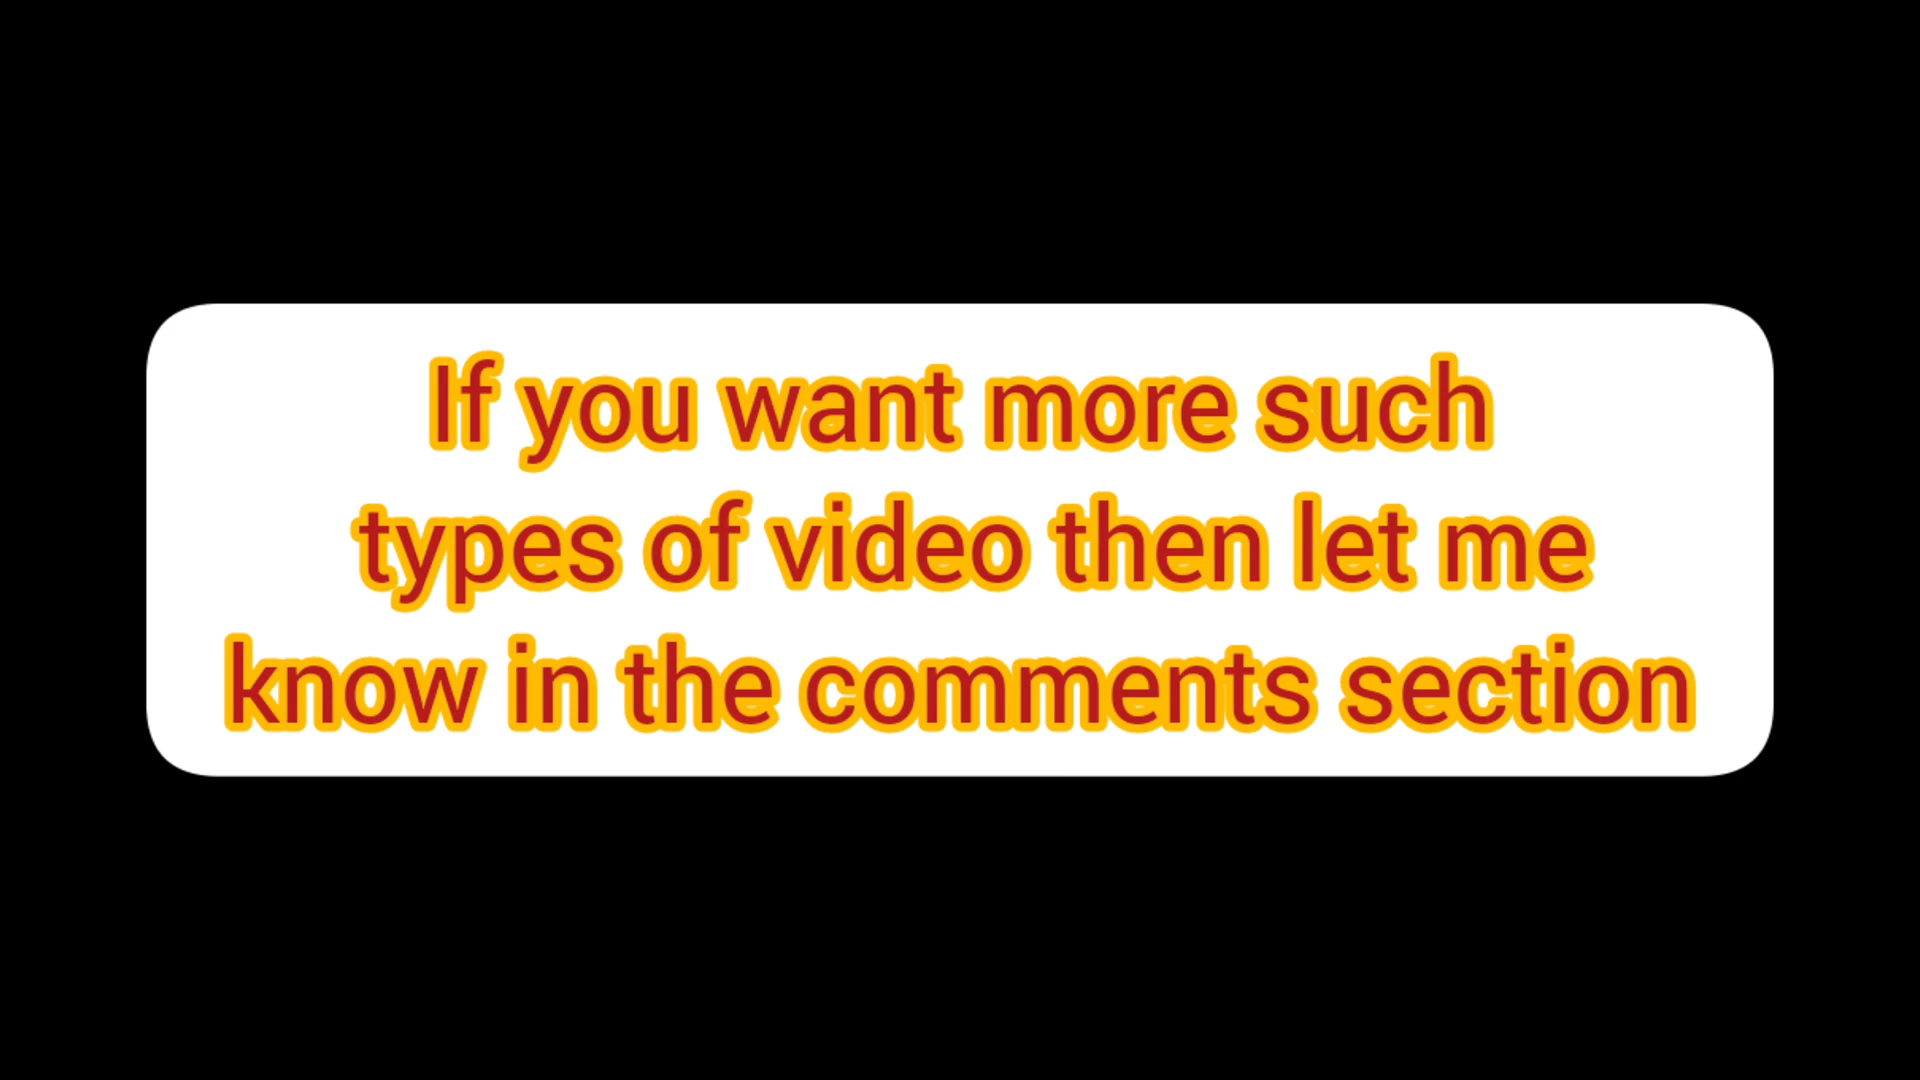 If you want more such
types of video then let me
know in the comments section